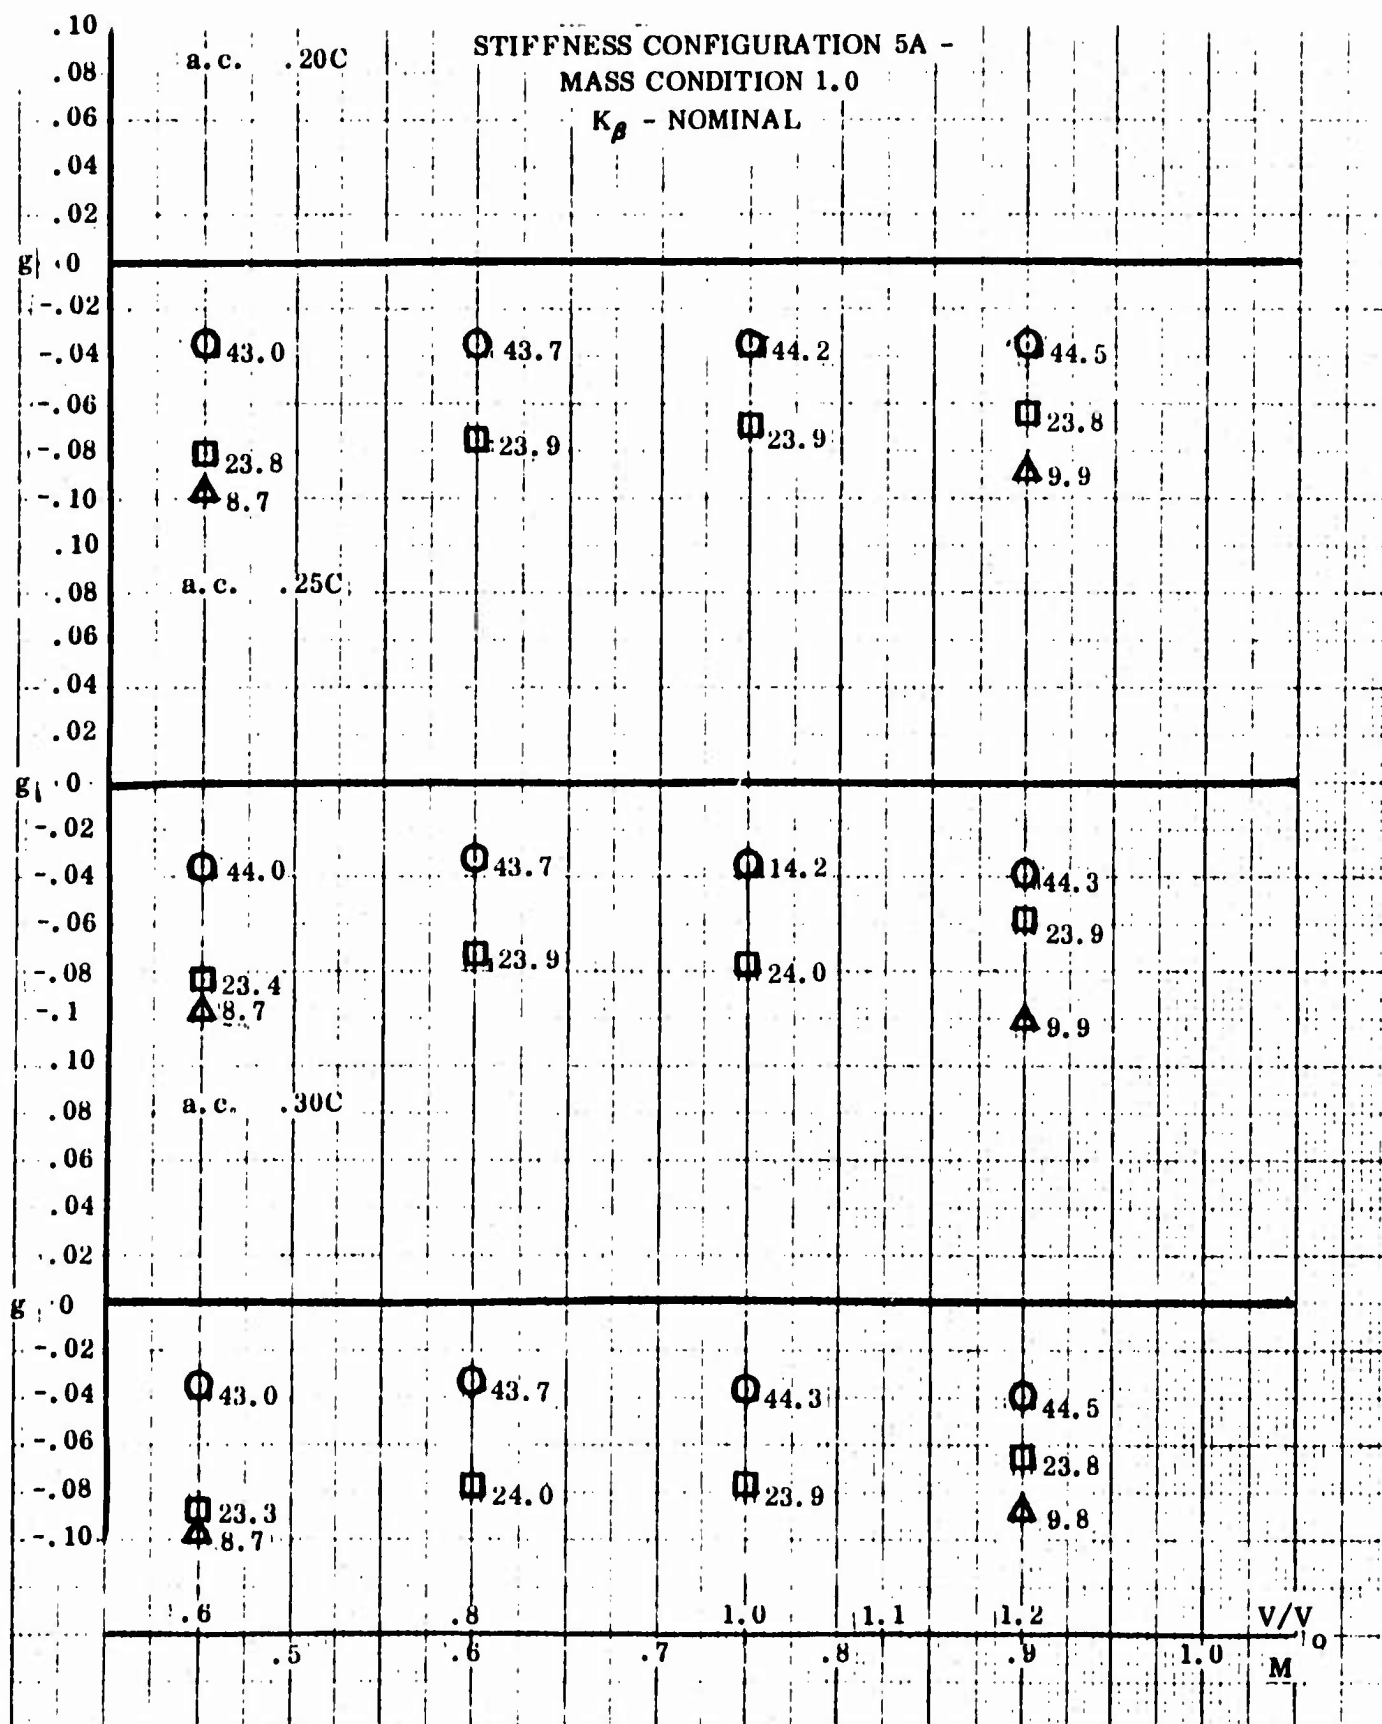 STIFFNESS CONFIGURATION 5A -
MASS CONDITION 1.0
Kβ - NOMINAL
.10
a.c. .20C
.08
.06
.04
.02
g 0
-.02
-.04 43.0 43.7 44.2 44.5
-.06
23.8 23.9 23.9 23.8
-.08
8.7 9.9
-.10
.10
a.c. .25C
.08
.06
.04
.02
g 0
-.02
-.04 44.0 43.7 14.2 44.3
-.06
23.4 23.9 24.0 23.9
-.08
-.1 8.7 9.9
.10
a.c. .30C
.08
.06
.04
.02
g 0
-.02
-.04 43.0 43.7 44.3 44.5
-.06
-.08 23.3 24.0 23.9 23.8
-.10 8.7 9.8
.6 .8 1.0 1.1 1.2 V/Vo
.5 .6 .7 .8 .9 1.0 M